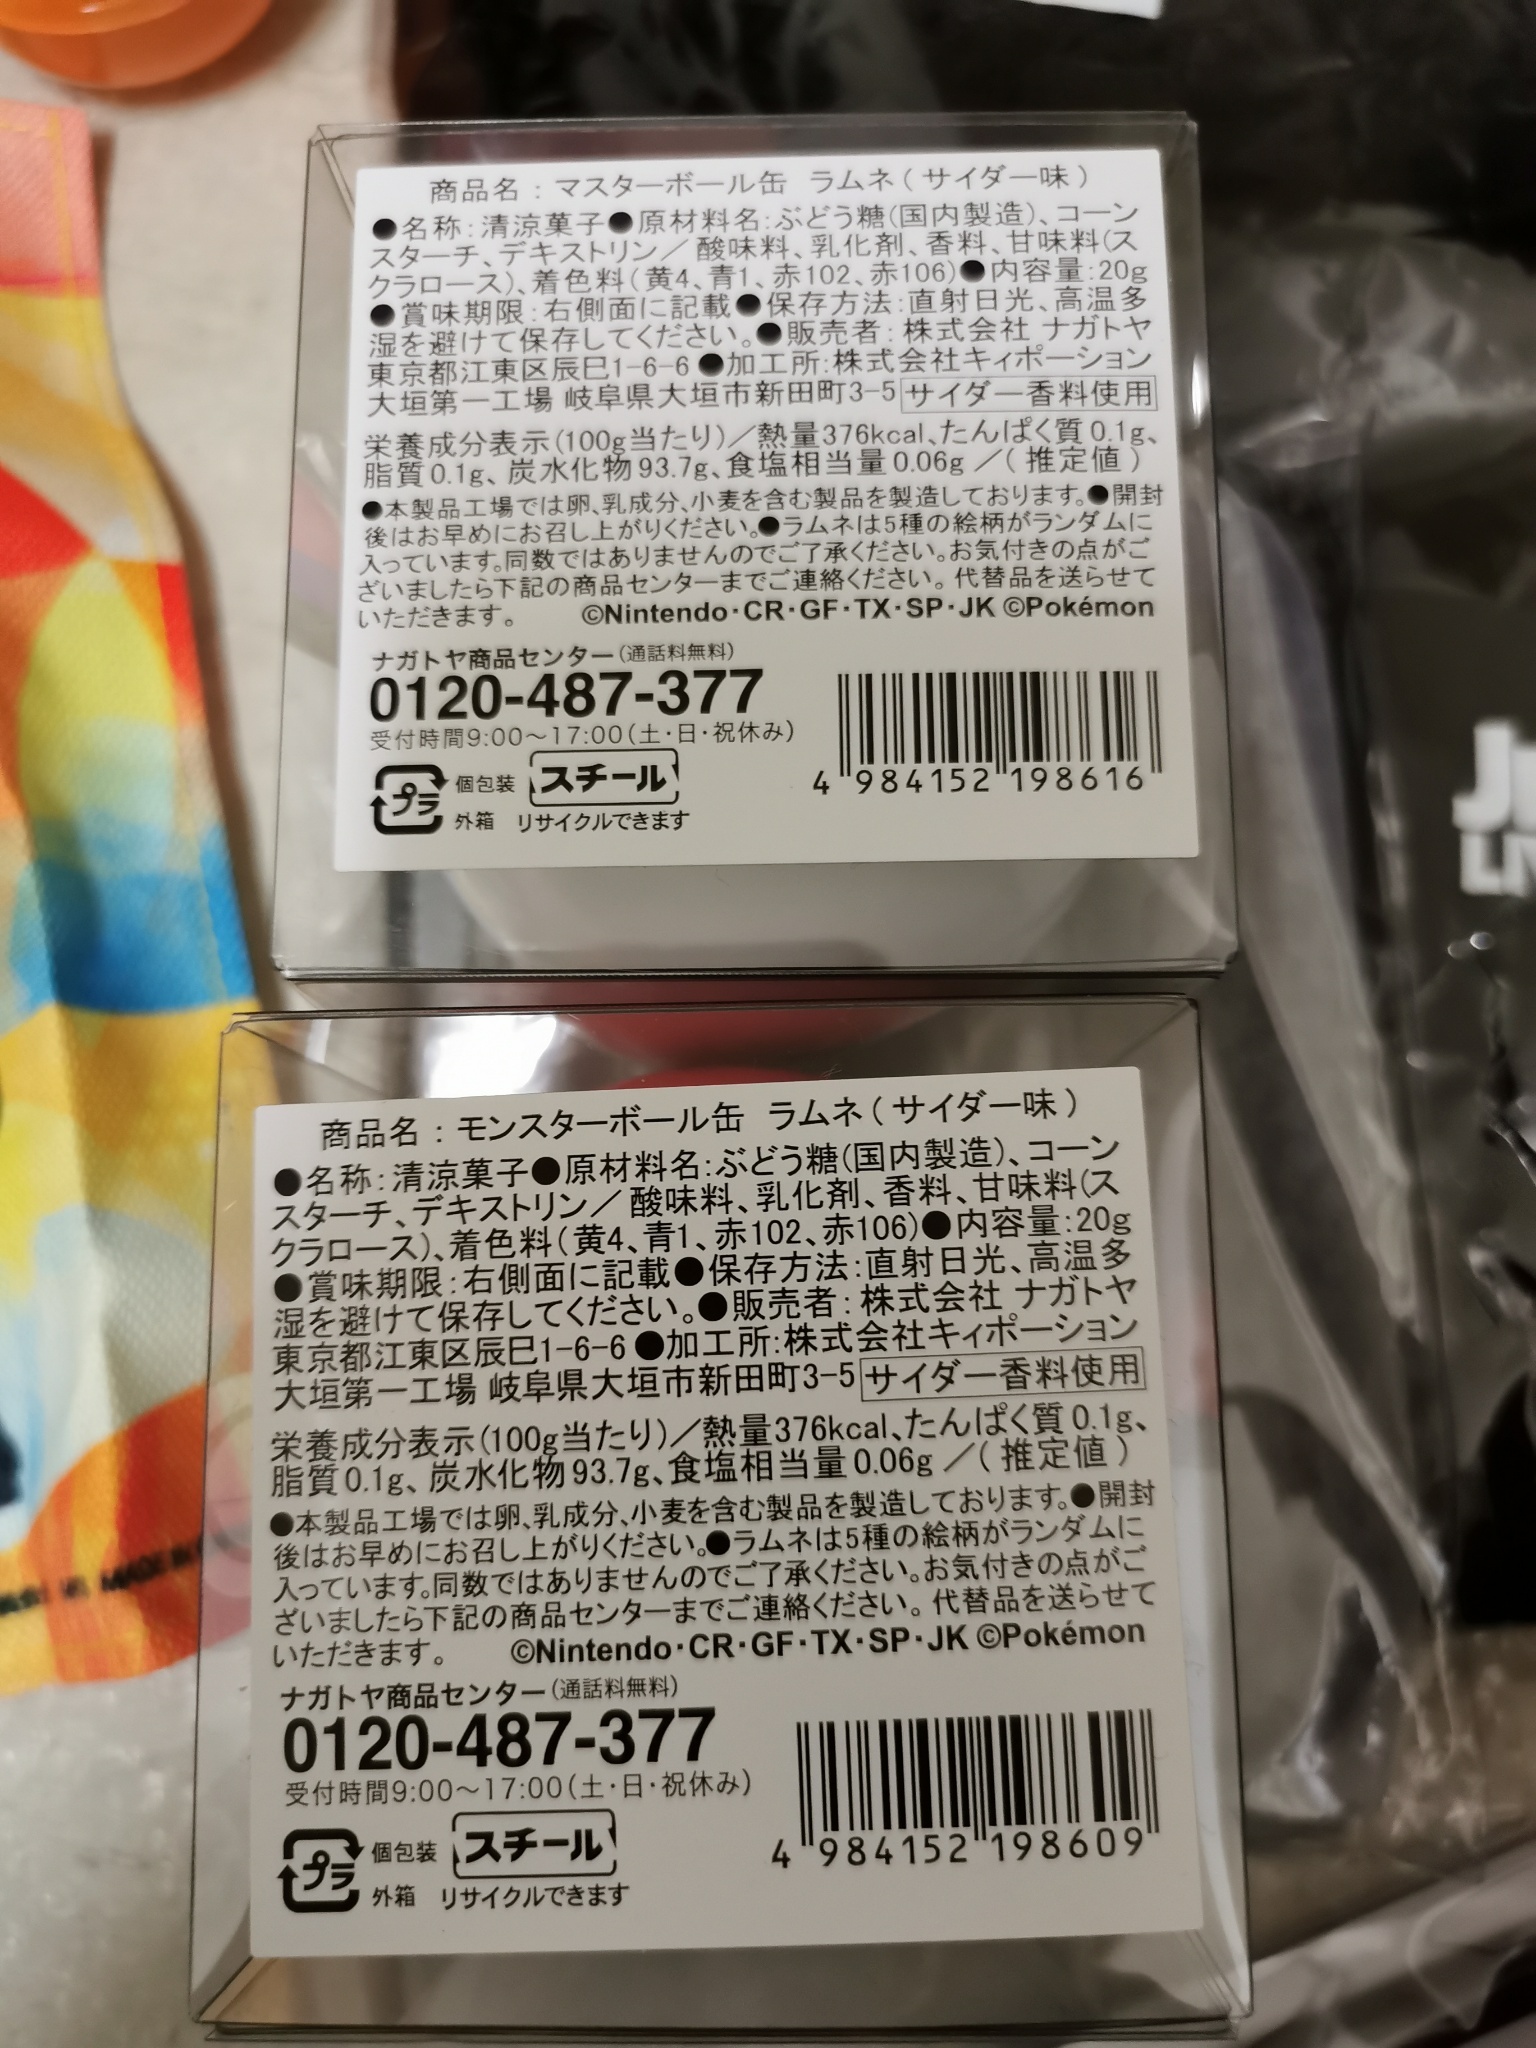 商品名：マスターボール缶 ラムネ(サイダー味)
●名称:清涼菓子●原材料名:ぶどう糖(国内製造)、コーン
スターチ、デキストリン／酸味料、乳化剤、香料、甘味料(ス
クラロース)、着色料(黄4、青1、赤102、赤106)●内容量:20g
●賞味期限:右側面に記載●保存方法:直射日光、高温多
湿を避けて保存してください。●販売者:株式会社 ナガトヤ
東京都江東区辰巳1-6-6●加工所:株式会社キィポーション
大垣第一工場 岐阜県大垣市新田町3-5 サイダー香料使用
栄養成分表示(100g当たり)／熱量376kcal、たんぱく質0.1g、
脂質0.1g、炭水化物93.7g、食塩相当量0.06g／(推定値)
●本製品工場では卵、乳成分、小麦を含む製品を製造しております。●開封
後はお早めにお召し上がりください。●ラムネは5種の絵柄がランダムに
入っています。同数ではありませんのでご了承ください。お気付きの点がご
ざいましたら下記の商品センターまでご連絡ください。代替品を送らせて
いただきます。 ©Nintendo・CR・GF・TX・SP・JK ©Pokémon
ナガトヤ商品センター(通話料無料)
0120-487-377
受付時間9:00～17:00(土・日・祝休み)
プラ 個包装 外箱 スチール リサイクルできます
4 984152 198616
商品名：モンスターボール缶 ラムネ(サイダー味)
●名称:清涼菓子●原材料名:ぶどう糖(国内製造)、コーン
スターチ、デキストリン／酸味料、乳化剤、香料、甘味料(ス
クラロース)、着色料(黄4、青1、赤102、赤106)●内容量:20g
●賞味期限:右側面に記載●保存方法:直射日光、高温多
湿を避けて保存してください。●販売者:株式会社 ナガトヤ
東京都江東区辰巳1-6-6●加工所:株式会社キィポーション
大垣第一工場 岐阜県大垣市新田町3-5 サイダー香料使用
栄養成分表示(100g当たり)／熱量376kcal、たんぱく質0.1g、
脂質0.1g、炭水化物93.7g、食塩相当量0.06g／(推定値)
●本製品工場では卵、乳成分、小麦を含む製品を製造しております。●開封
後はお早めにお召し上がりください。●ラムネは5種の絵柄がランダムに
入っています。同数ではありませんのでご了承ください。お気付きの点がご
ざいましたら下記の商品センターまでご連絡ください。代替品を送らせて
いただきます。 ©Nintendo・CR・GF・TX・SP・JK ©Pokémon
ナガトヤ商品センター(通話料無料)
0120-487-377
受付時間9:00～17:00(土・日・祝休み)
プラ 個包装 外箱 スチール リサイクルできます
4 984152 198609